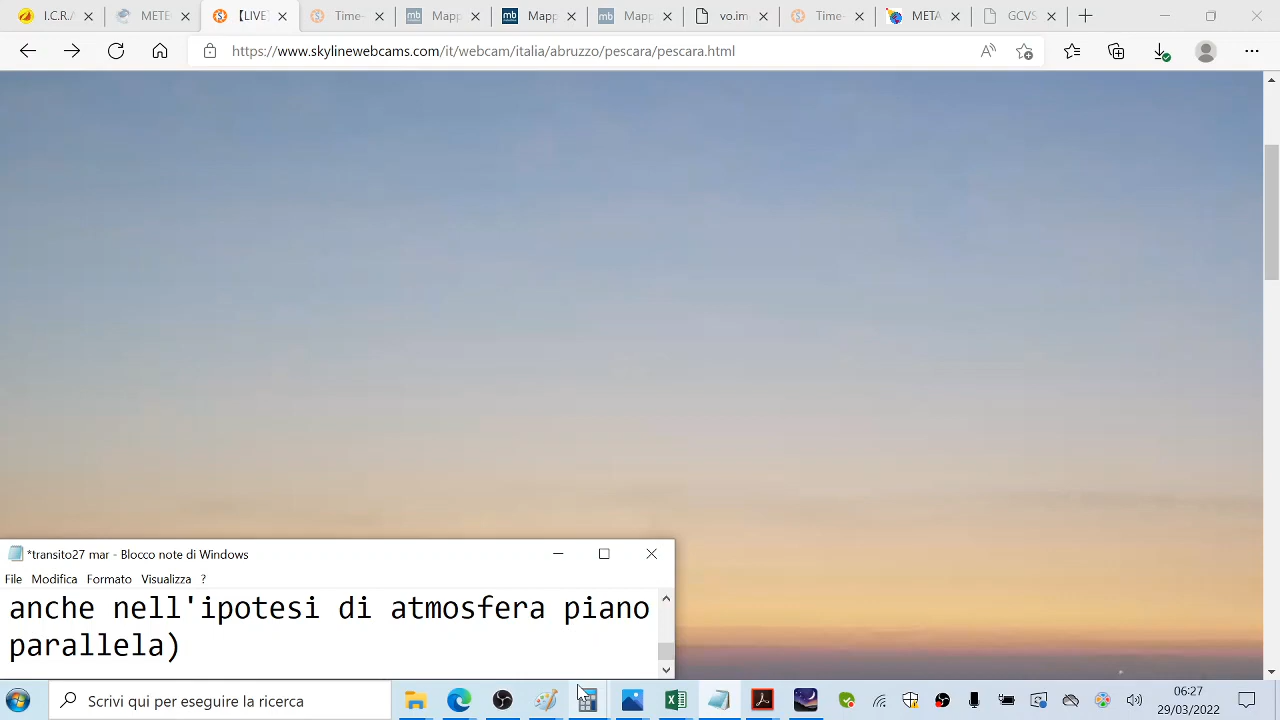 I.C.R.
METE
【LIVE
Time-
Mapp
Mapp
Mapp
vo.im
Time-
META
GCVS
https://www.skylinewebcams.com/it/webcam/italia/abruzzo/pescara/pescara.html
*transito27 mar - Blocco note di Windows
File Modifica Formato Visualizza ?
anche nell'ipotesi di atmosfera piano
parallela)
Scrivi qui per eseguire la ricerca
06:27
29/03/2022